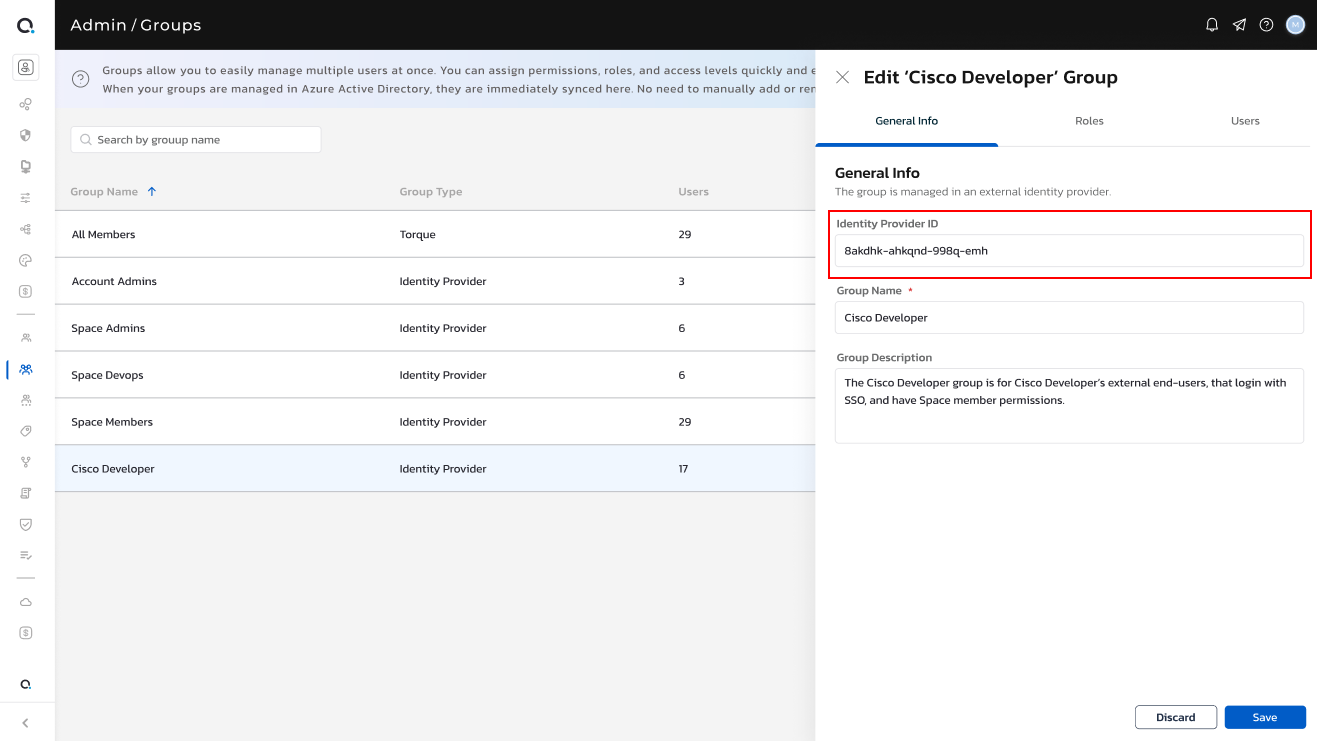 Admin / Groups
M
Groups allow you to easily manage multiple users at once. You can assign permissions, roles, and access levels quickly and
When your groups are managed in Azure Active Directory, they are immediately synced here. No need to manually add or
Search by grouup name
Group Name
Group Type
Users
All Members
Torque
29
Account Admins
Identity Provider
3
Space Admins
Identity Provider
6
Space Devops
Identity Provider
6
Space Members
Identity Provider
29
Cisco Developer
Identity Provider
17
Edit ‘Cisco Developer’ Group
General Info
Roles
Users
General Info
The group is managed in an external identity provider.
Identity Provider ID
8akdhk-ahkqnd-998q-emh
Group Name *
Cisco Developer
Group Description
The Cisco Developer group is for Cisco Developer’s external end-users, that login with
SSO, and have Space member permissions.
Discard
Save